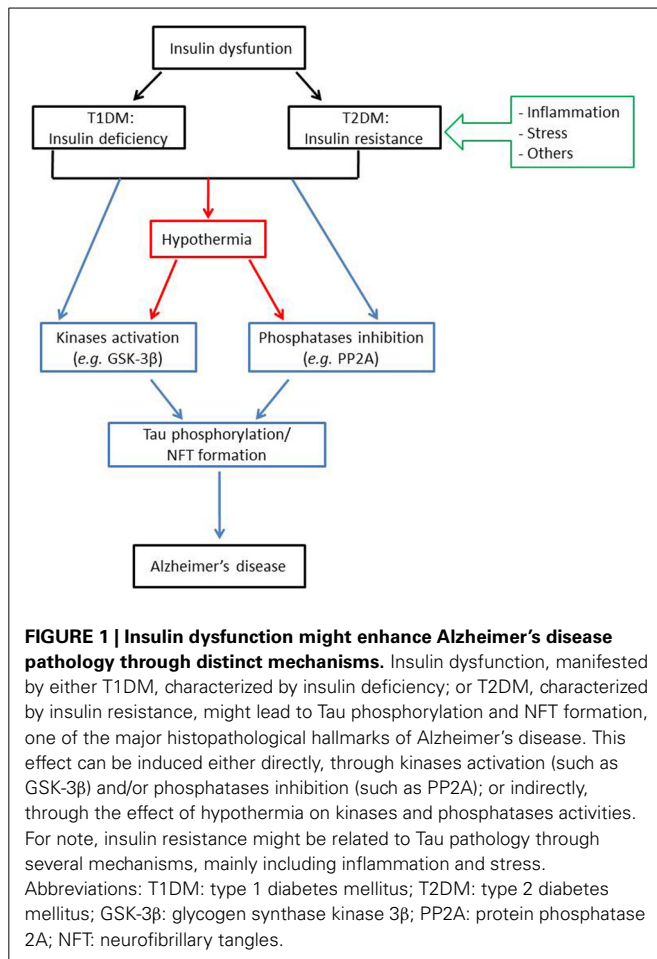 Insulin dysfuntion
T1DM:
Insulin deficiency
T2DM:
Insulin resistance
- Inflammation
- Stress
- Others
Hypothermia
Kinases activation
(e.g. GSK-3β)
Phosphatases inhibition
(e.g. PP2A)
Tau phosphorylation/
NFT formation
Alzheimer's disease
FIGURE 1 | Insulin dysfunction might enhance Alzheimer's disease
pathology through distinct mechanisms. Insulin dysfunction, manifested
by either T1DM, characterized by insulin deficiency; or T2DM, characterized
by insulin resistance, might lead to Tau phosphorylation and NFT formation,
one of the major histopathological hallmarks of Alzheimer's disease. This
effect can be induced either directly, through kinases activation (such as
GSK-3β) and/or phosphatases inhibition (such as PP2A); or indirectly,
through the effect of hypothermia on kinases and phosphatases activities.
For note, insulin resistance might be related to Tau pathology through
several mechanisms, mainly including inflammation and stress.
Abbreviations: T1DM: type 1 diabetes mellitus; T2DM: type 2 diabetes
mellitus; GSK-3β: glycogen synthase kinase 3β; PP2A: protein phosphatase
2A; NFT: neurofibrillary tangles.